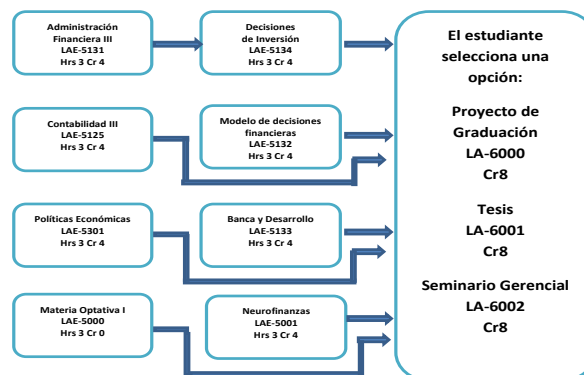 Administración
Financiera III
LAE-5131
Hrs 3 Cr 4
Decisiones
de Inversión
LAE-5134
Hrs 3 Cr 4
Contabilidad III
LAE-5125
Hrs 3 Cr 4
Modelo de decisiones
financieras
LAE-5132
Hrs 3 Cr 4
Políticas Económicas
LAE-5301
Hrs 3 Cr 4
Banca y Desarrollo
LAE-5133
Hrs 3 Cr 4
Materia Optativa I
LAE-5000
Hrs 3 Cr 0
Neurofinanzas
LAE-5001
Hrs 3 Cr 4
El estudiante
selecciona una
opción:
Proyecto de
Graduación
LA-6000
Cr8
Tesis
LA-6001
Cr8
Seminario Gerencial
LA-6002
Cr8